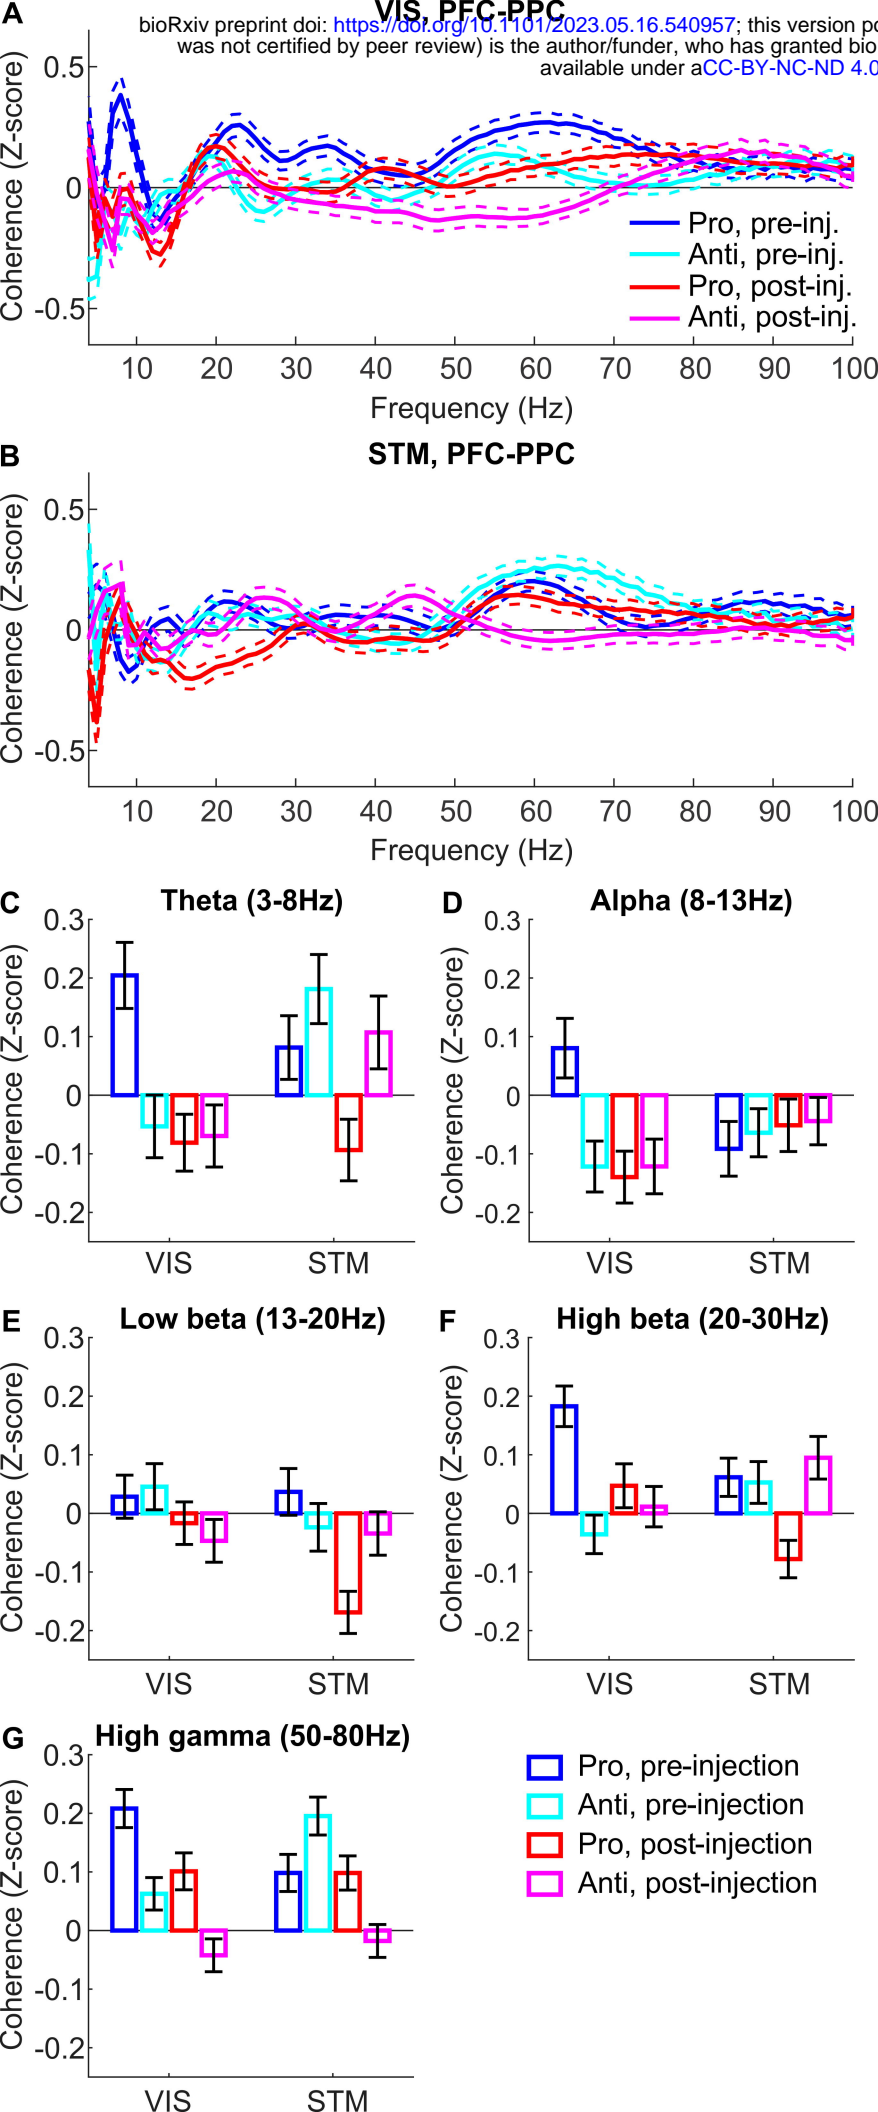 A
VIS, PFC-PPC
bioRxiv preprint doi: https://doi.org/10.1101/2023.05.16.540957; this version po
was not certified by peer review) is the author/funder, who has granted bio
available under aCC-BY-NC-ND 4.0
Coherence (Z-score)
0.5
0
-0.5
Pro, pre-inj.
Anti, pre-inj.
Pro, post-inj.
Anti, post-inj.
10 20 30 40 50 60 70 80 90 100
Frequency (Hz)
B
STM, PFC-PPC
Coherence (Z-score)
0.5
0
-0.5
10 20 30 40 50 60 70 80 90 100
Frequency (Hz)
C
Theta (3-8Hz)
Coherence (Z-score)
0.3
0.2
0.1
0
-0.1
-0.2
VIS STM
D
Alpha (8-13Hz)
Coherence (Z-score)
0.3
0.2
0.1
0
-0.1
-0.2
VIS STM
E
Low beta (13-20Hz)
Coherence (Z-score)
0.3
0.2
0.1
0
-0.1
-0.2
VIS STM
F
High beta (20-30Hz)
Coherence (Z-score)
0.3
0.2
0.1
0
-0.1
-0.2
VIS STM
G
High gamma (50-80Hz)
Coherence (Z-score)
0.3
0.2
0.1
0
-0.1
-0.2
VIS STM
Pro, pre-injection
Anti, pre-injection
Pro, post-injection
Anti, post-injection